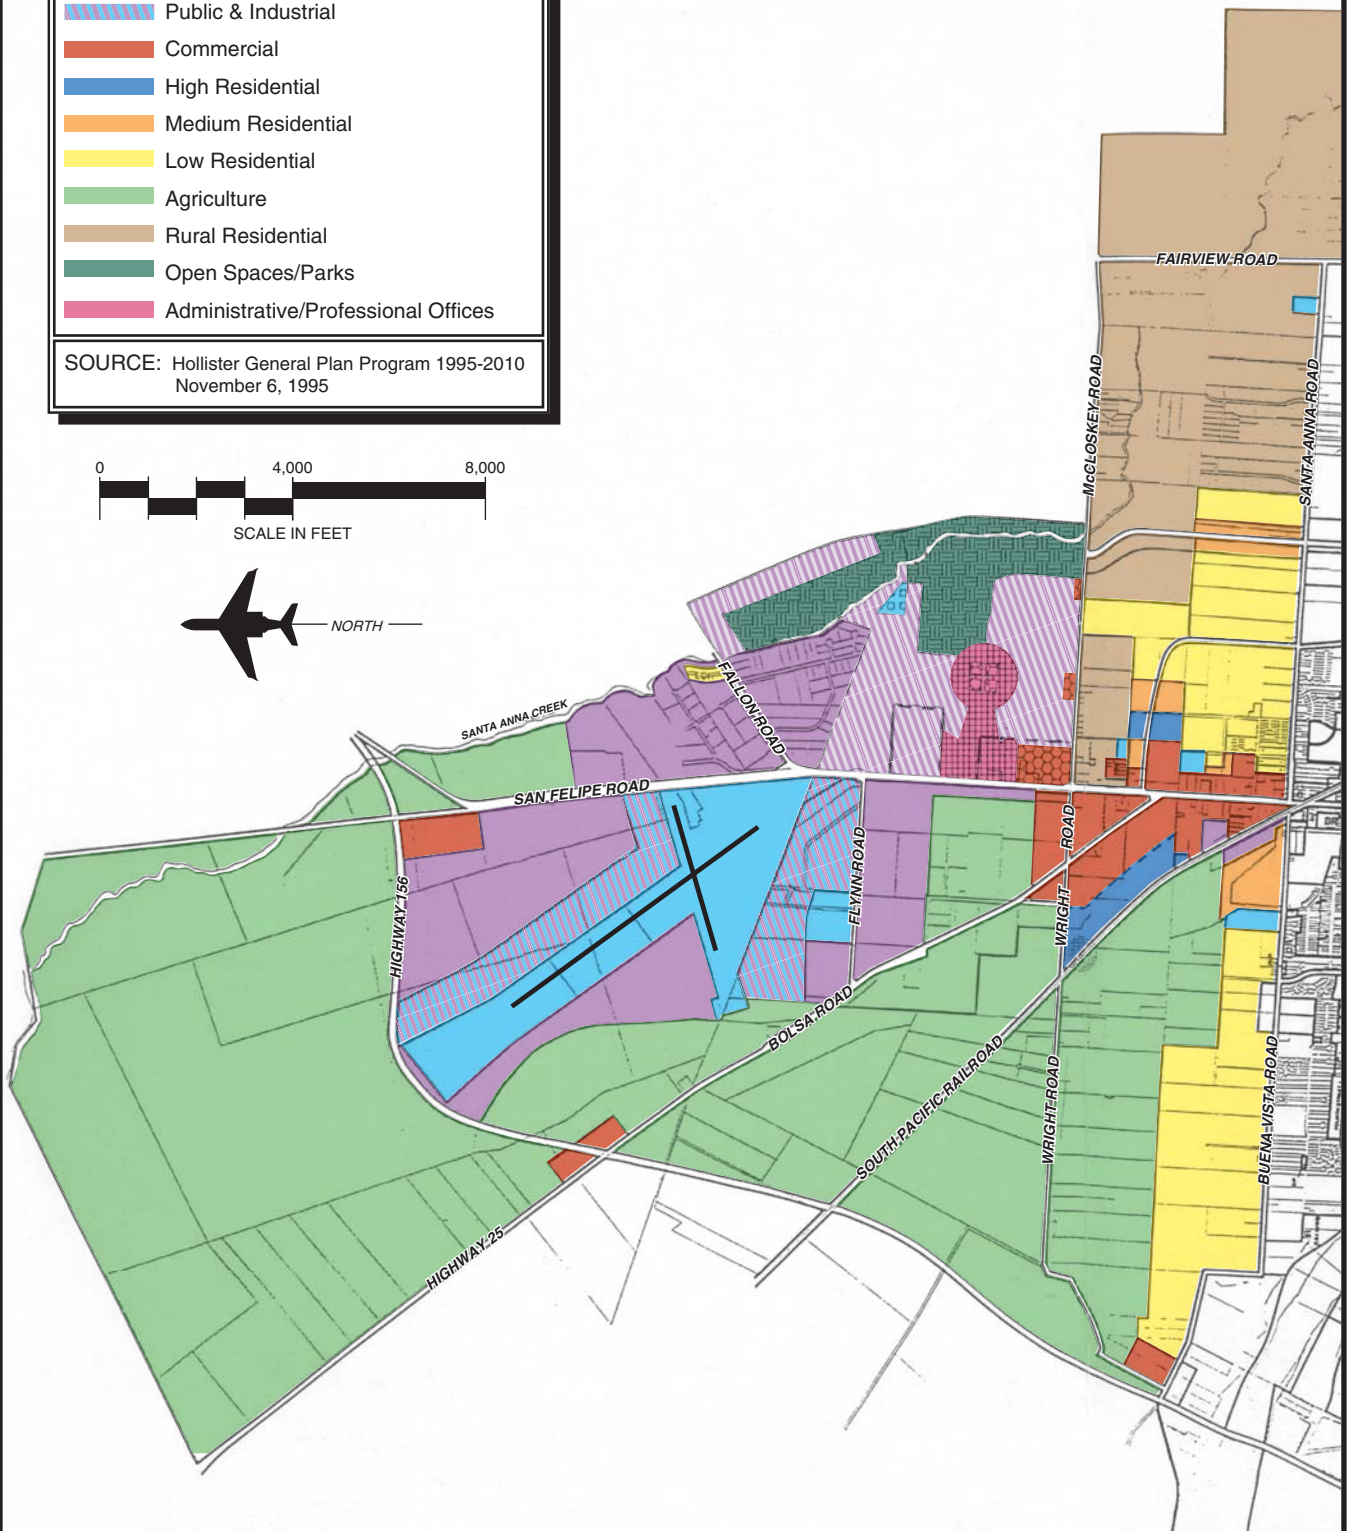 Public & Industrial
Commercial
High Residential
Medium Residential
Low Residential
Agriculture
Rural Residential
Open Spaces/Parks
Administrative/Professional Offices
SOURCE: Hollister General Plan Program 1995-2010
November 6, 1995
0 4,000 8,000
SCALE IN FEET
NORTH
FAIRVIEW ROAD
McCLOSKEY ROAD
SANTA ANNA ROAD
FALLON ROAD
SANTA ANNA CREEK
SAN FELIPE ROAD
HIGHWAY 156
FLYNN ROAD
WRIGHT ROAD
BOLSA ROAD
SOUTH PACIFIC RAILROAD
WRIGHT ROAD
BUENA VISTA ROAD
HIGHWAY 25